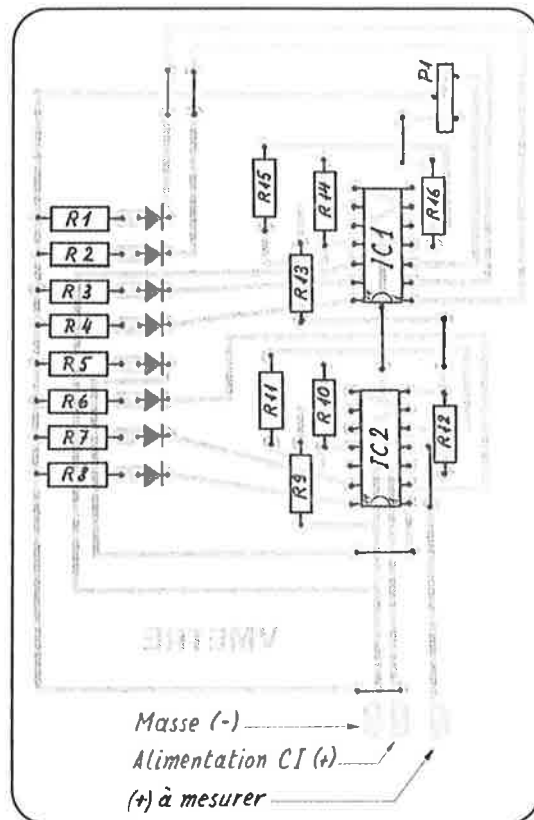 P1
R15
R14
R16
R1
IC1
R2
R13
R3
R4
R5
R6
R11
R10
R12
R7
IC2
R8
R9
VMETRE
Masse (-)
Alimentation CI (+)
(+) à mesurer